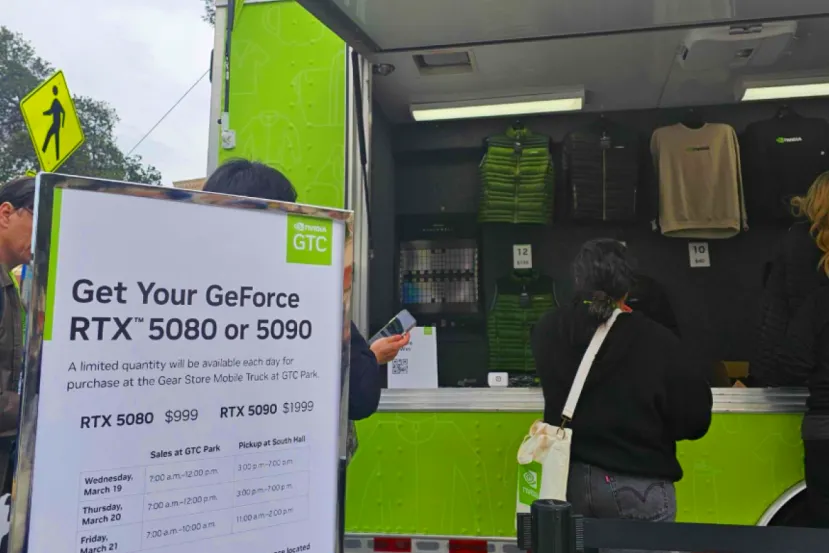 NVIDIA
GTC
Get Your GeForce
RTX™ 5080 or 5090
A limited quantity will be available each day for
purchase at the Gear Store Mobile Truck at GTC Park.
RTX 5080 $999 RTX 5090 $1999
Sales at GTC Park Pickup at South Hall
Wednesday, March 19 7:00 a.m.–12:00 p.m. 3:00 p.m.–7:00 p.m.
Thursday, March 20 7:00 a.m.–12:00 p.m. 3:00 p.m.–7:00 p.m.
Friday, March 21 7:00 a.m.–10:00 a.m. 11:00 a.m.–2:00 p.m.
located
12
10
$40
NVIDIA